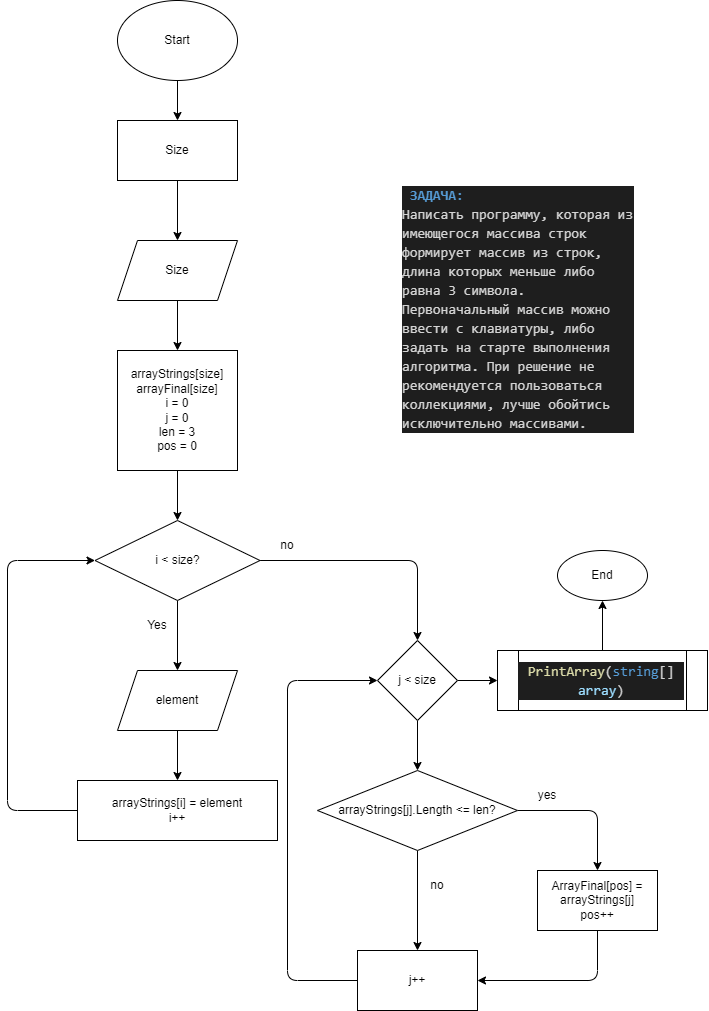 Start
Size
Size
arrayStrings[size]
arrayFinal[size]
i = 0
j = 0
len = 3
pos = 0
i < size?
no
Yes
element
arrayStrings[i] = element
i++
ЗАДАЧА:
Написать программу, которая из
имеющегося массива строк
формирует массив из строк,
длина которых меньше либо
равна 3 символа.
Первоначальный массив можно
ввести с клавиатуры, либо
задать на старте выполнения
алгоритма. При решение не
рекомендуется пользоваться
коллекциями, лучше обойтись
исключительно массивами.
j < size
End
PrintArray(string[]
array)
arrayStrings[j].Length <= len?
yes
no
ArrayFinal[pos] =
arrayStrings[j]
pos++
j++